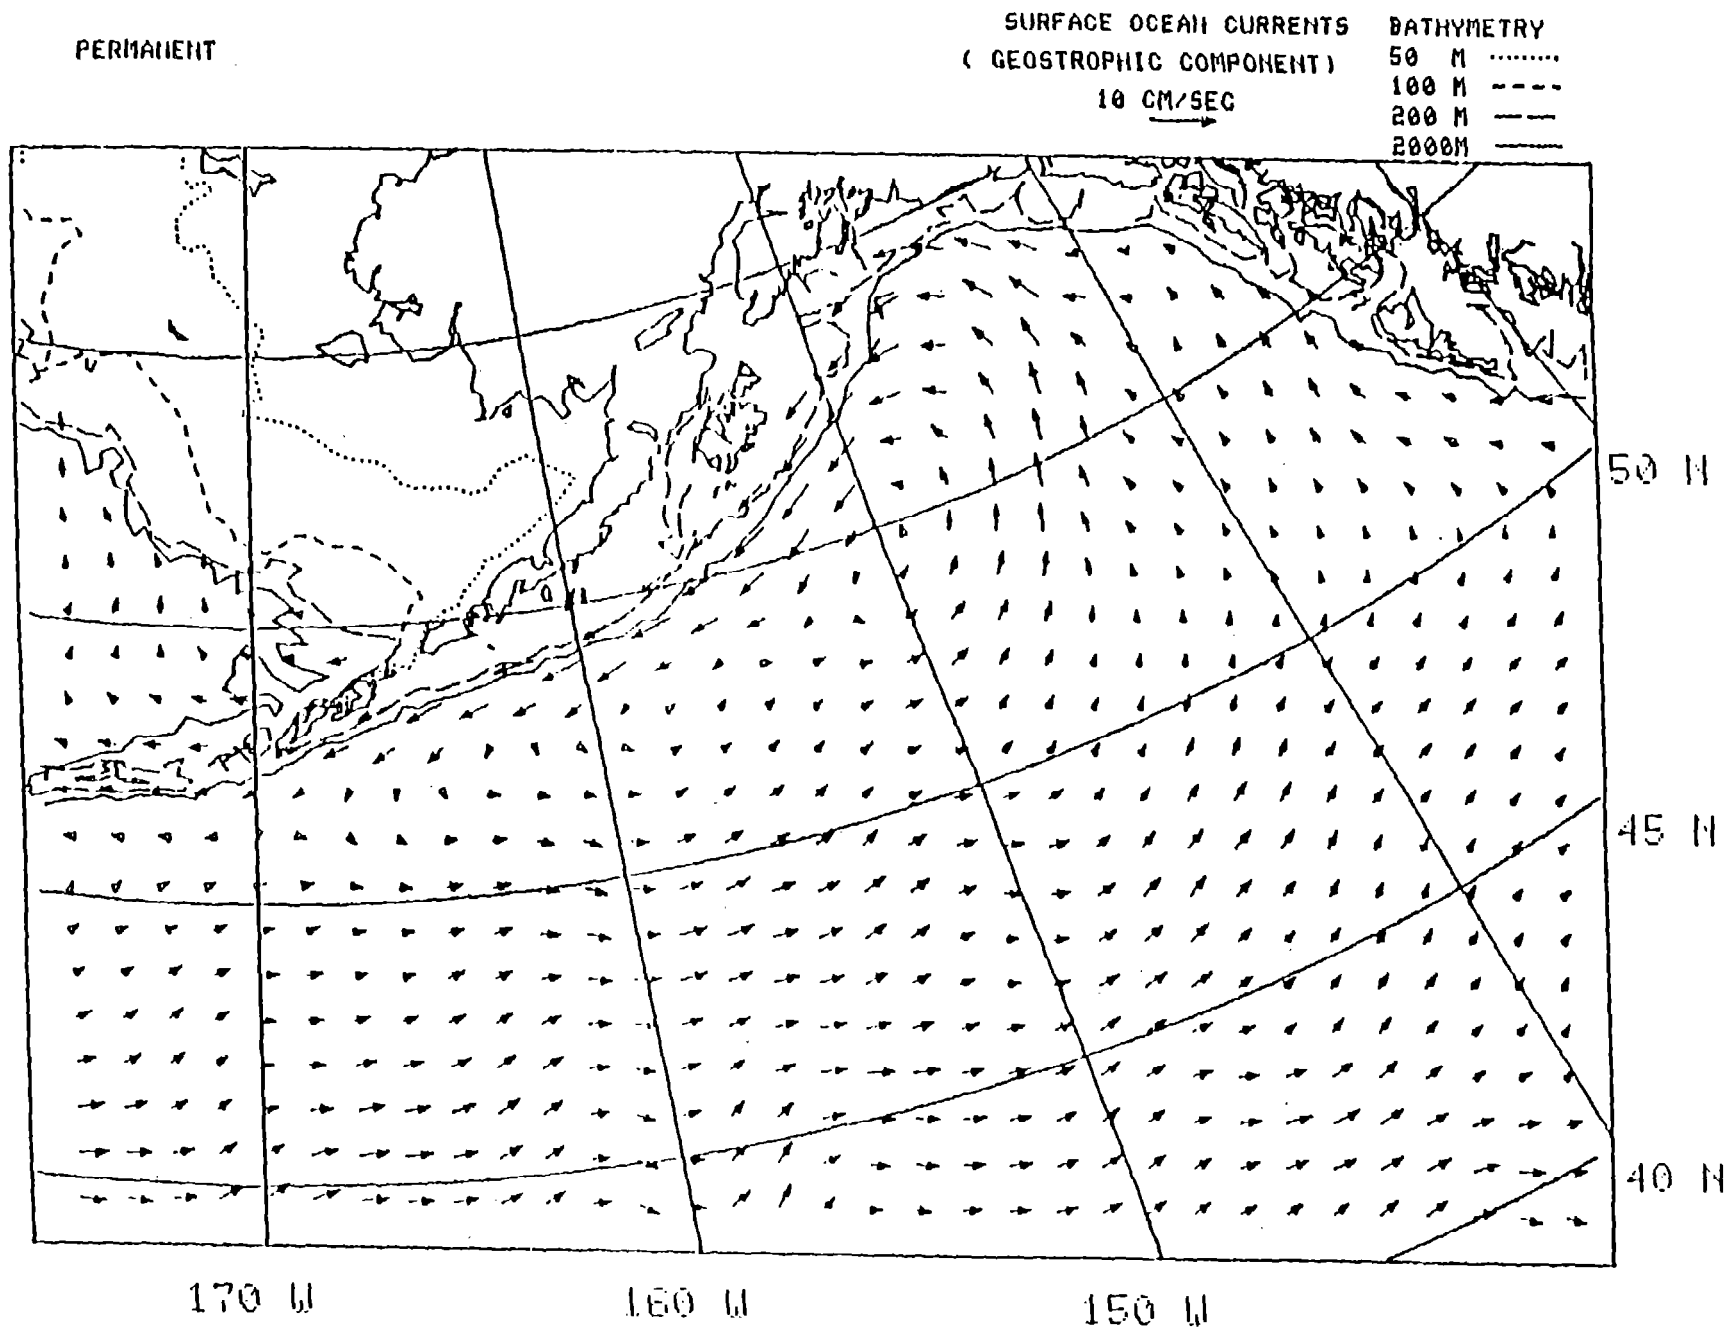 PERMANENT
SURFACE OCEAN CURRENTS
( GEOSTROPHIC COMPONENT )
10 CM/SEC
BATHYMETRY
50 M
100 M
200 M
2000M
50 N
45 N
40 N
170 W
160 W
150 W